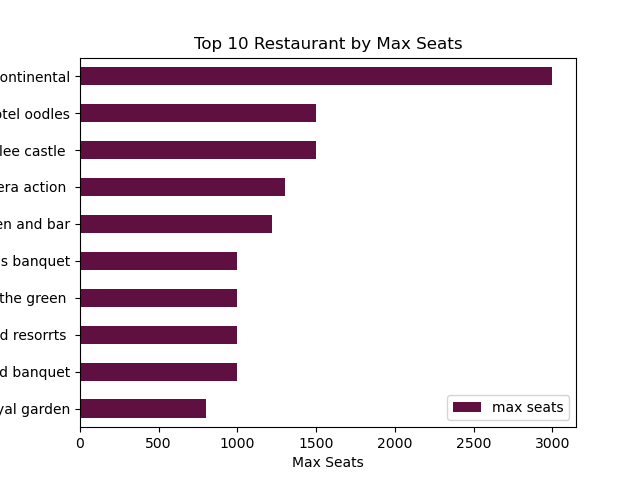 Top 10 Restaurant by Max Seats
ontinental
otel oodles
lee castle
era action
en and bar
s banquet
the green
d resorrts
d banquet
yal garden
max seats
0 500 1000 1500 2000 2500 3000
Max Seats